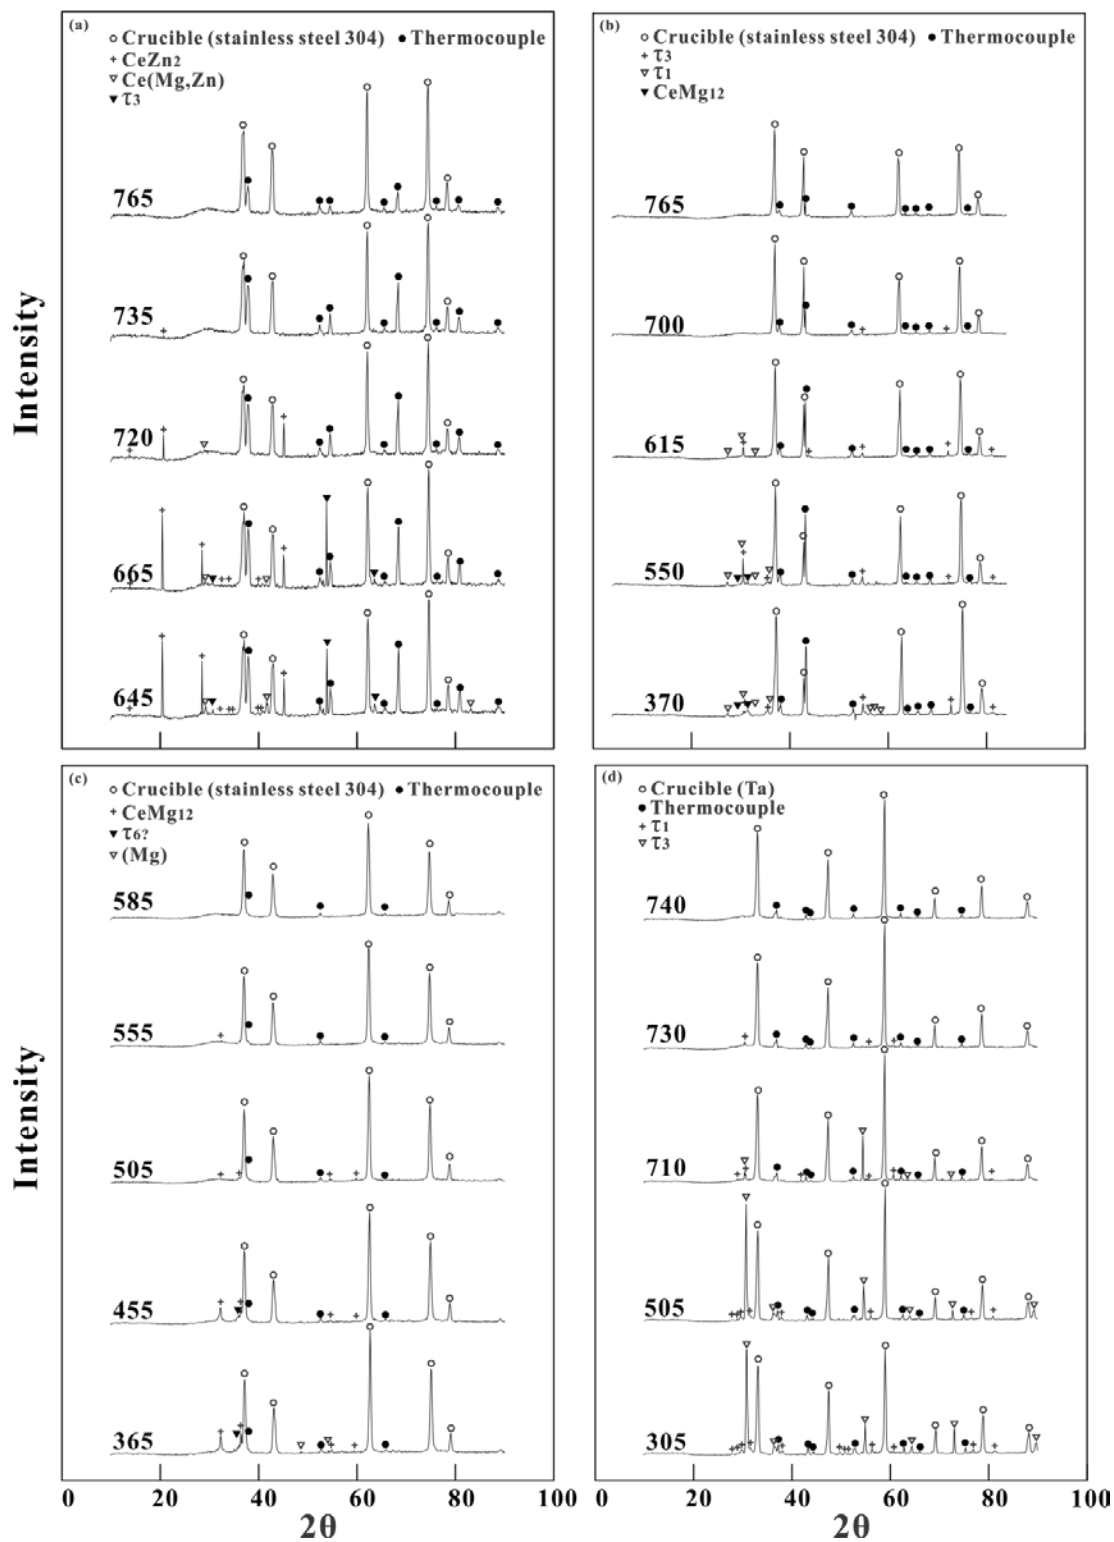 (a)
○ Crucible (stainless steel 304) ● Thermocouple
+ CeZn2
▽ Ce(Mg,Zn)
▼ τ3
765
735
720
665
645
(b)
○ Crucible (stainless steel 304) ● Thermocouple
+ τ3
▽ τ1
▼ CeMg12
765
700
615
550
370
Intensity
(c)
○ Crucible (stainless steel 304) ● Thermocouple
+ CeMg12
▼ τ6?
▽ (Mg)
585
555
505
455
365
0 20 40 60 80 100
2θ
(d)
○ Crucible (Ta)
● Thermocouple
+ τ1
▽ τ3
740
730
710
505
305
0 20 40 60 80 100
2θ
Intensity